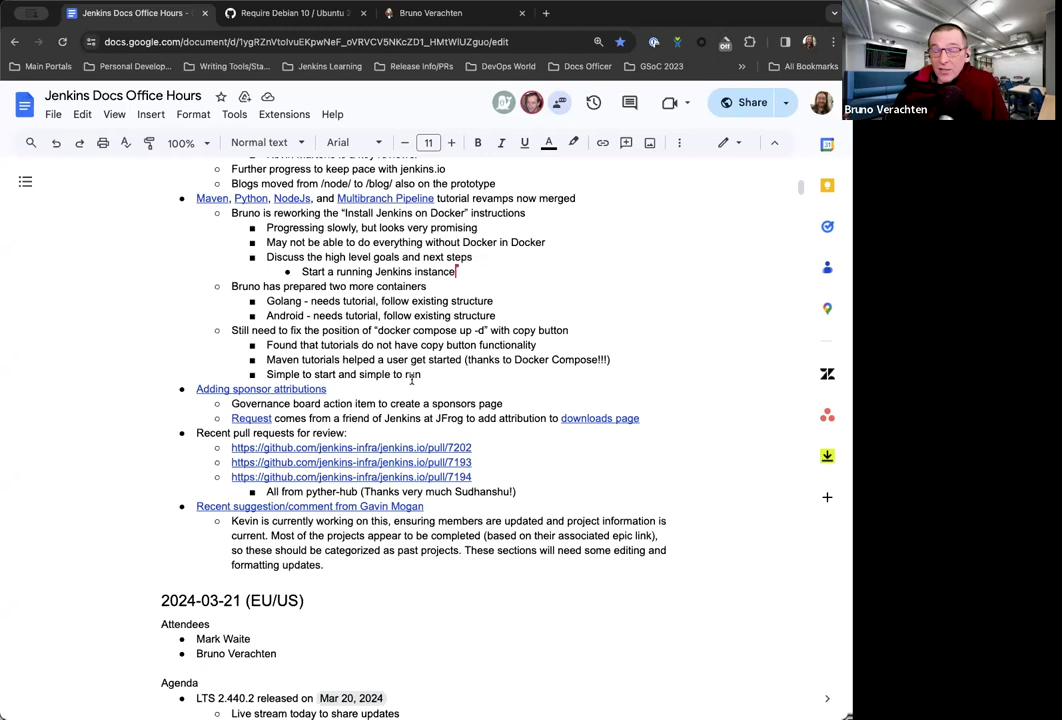 Jenkins Docs Office Hours -
Require Debian 10 / Ubuntu 2
Bruno Verachten
docs.google.com/document/d/1ygRZnVtoIvuEKpwNeF_oVRVCV5NKcZD1_HMtWlUZguo/edit
Main Portals
Personal Develop...
Writing Tools/Sta...
Jenkins Learning
Release Info/PRs
DevOps World
Docs Officer
GSoC 2023
All Bookmarks
Bruno Verachten
Jenkins Docs Office Hours
File Edit View Insert Format Tools Extensions Help
Share
100% Normal text Arial 11
Further progress to keep pace with jenkins.io
Blogs moved from /node/ to /blog/ also on the prototype
Maven, Python, NodeJs, and Multibranch Pipeline tutorial revamps now merged
Bruno is reworking the “Install Jenkins on Docker” instructions
Progressing slowly, but looks very promising
May not be able to do everything without Docker in Docker
Discuss the high level goals and next steps
Start a running Jenkins instance
Bruno has prepared two more containers
Golang - needs tutorial, follow existing structure
Android - needs tutorial, follow existing structure
Still need to fix the position of “docker compose up -d” with copy button
Found that tutorials do not have copy button functionality
Maven tutorials helped a user get started (thanks to Docker Compose!!!)
Simple to start and simple to run
Adding sponsor attributions
Governance board action item to create a sponsors page
Request comes from a friend of Jenkins at JFrog to add attribution to downloads page
Recent pull requests for review:
https://github.com/jenkins-infra/jenkins.io/pull/7202
https://github.com/jenkins-infra/jenkins.io/pull/7193
https://github.com/jenkins-infra/jenkins.io/pull/7194
All from pyther-hub (Thanks very much Sudhanshu!)
Recent suggestion/comment from Gavin Mogan
Kevin is currently working on this, ensuring members are updated and project information is
current. Most of the projects appear to be completed (based on their associated epic link),
so these should be categorized as past projects. These sections will need some editing and
formatting updates.
2024-03-21 (EU/US)
Attendees
Mark Waite
Bruno Verachten
Agenda
LTS 2.440.2 released on Mar 20, 2024
Live stream today to share updates